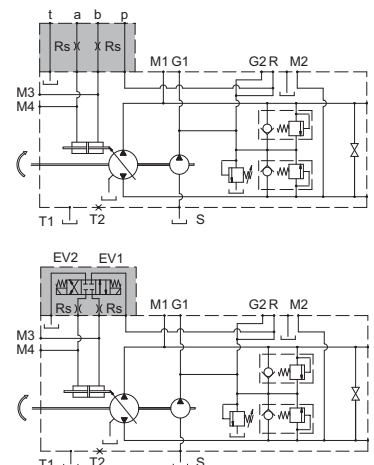 t a b p
Rs Rs
M1 G1 G2 R M2
M3
M4
T1 T2 S
EV2 EV1
Rs Rs
M1 G1 G2 R M2
M3
M4
T1 T2 S